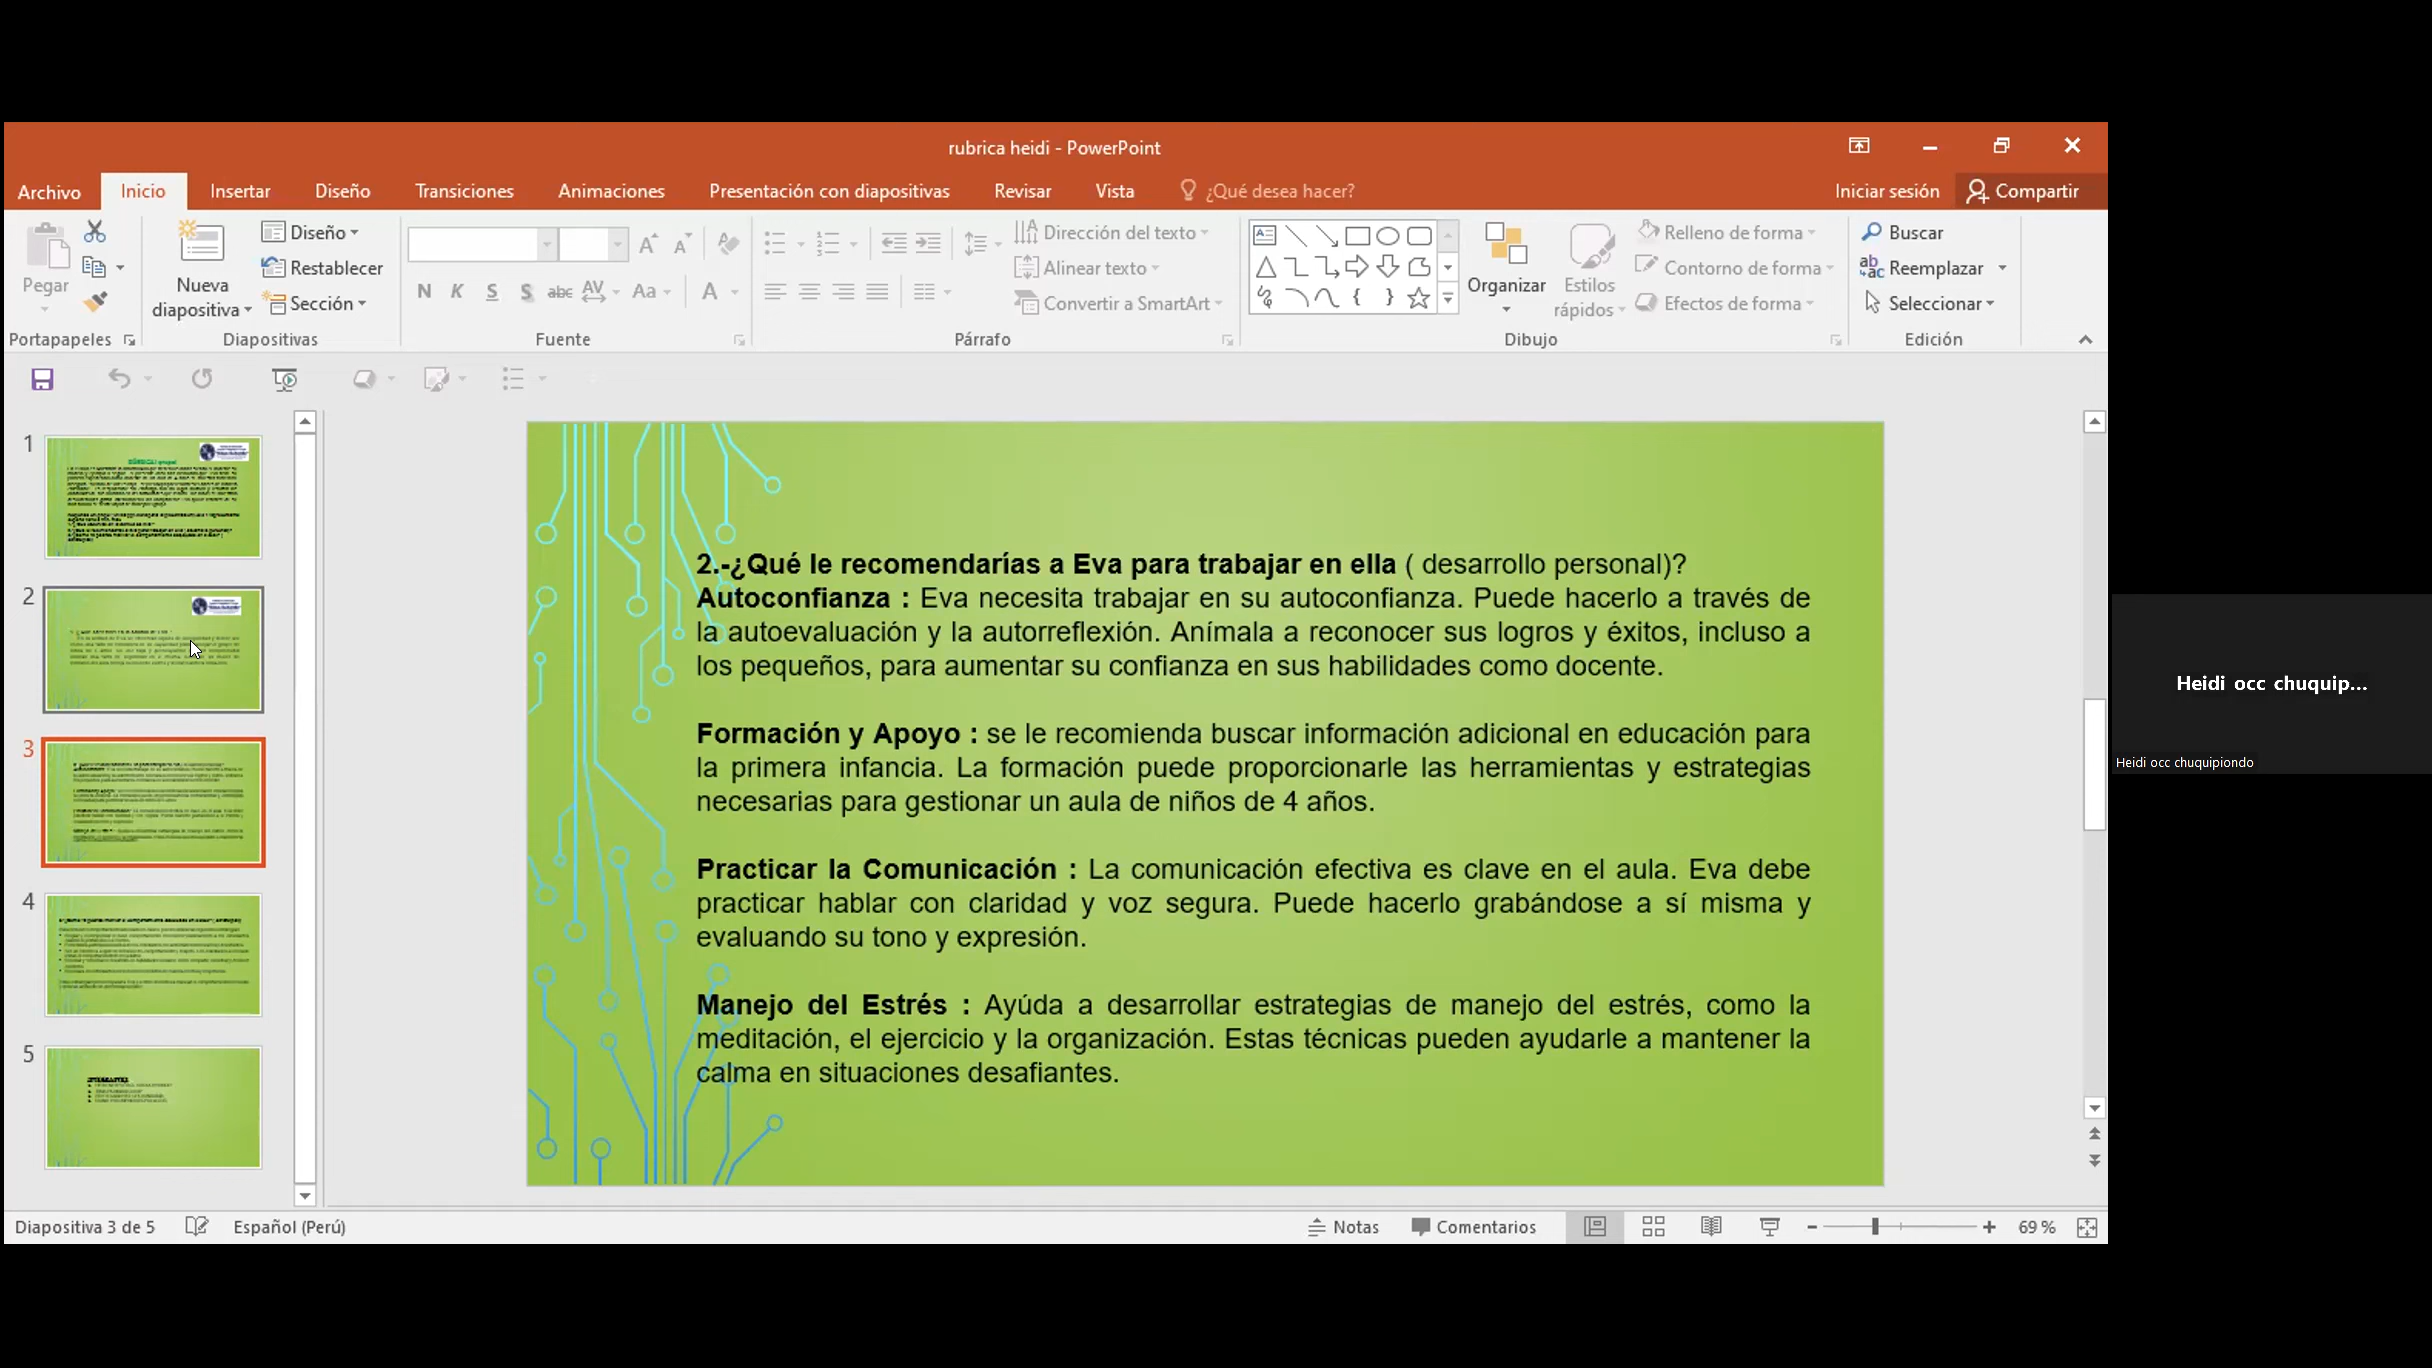 rubrica heidi - PowerPoint
Archivo
Inicio
Insertar
Diseño
Transiciones
Animaciones
Presentación con diapositivas
Revisar
Vista
¿Qué desea hacer?
Iniciar sesión
Compartir
Pegar
Nueva
diapositiva
Diseño
Restablecer
Sección
N K S S abc AV Aa A
Dirección del texto
Alinear texto
Convertir a SmartArt
Organizar
Estilos
rápidos
Relleno de forma
Contorno de forma
Efectos de forma
Buscar
Reemplazar
Seleccionar
Portapapeles
Diapositivas
Fuente
Párrafo
Dibujo
Edición
1
2
3
4
5
2.-¿Qué le recomendarías a Eva para trabajar en ella ( desarrollo personal)?
Autoconfianza : Eva necesita trabajar en su autoconfianza. Puede hacerlo a través de
la autoevaluación y la autorreflexión. Anímala a reconocer sus logros y éxitos, incluso a
los pequeños, para aumentar su confianza en sus habilidades como docente.
Formación y Apoyo : se le recomienda buscar información adicional en educación para
la primera infancia. La formación puede proporcionarle las herramientas y estrategias
necesarias para gestionar un aula de niños de 4 años.
Practicar la Comunicación : La comunicación efectiva es clave en el aula. Eva debe
practicar hablar con claridad y voz segura. Puede hacerlo grabándose a sí misma y
evaluando su tono y expresión.
Manejo del Estrés : Ayúda a desarrollar estrategias de manejo del estrés, como la
meditación, el ejercicio y la organización. Estas técnicas pueden ayudarle a mantener la
calma en situaciones desafiantes.
Heidi occ chuquip...
Heidi occ chuquipiondo
Diapositiva 3 de 5
Español (Perú)
Notas
Comentarios
69 %